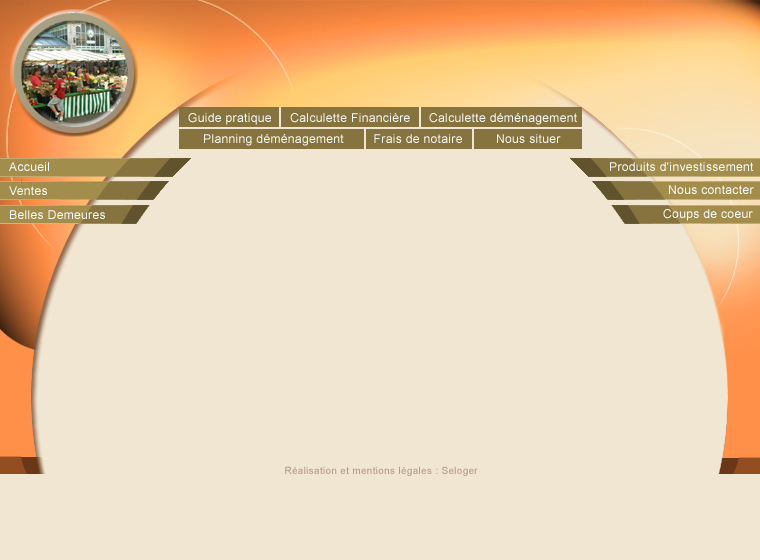 Guide pratique
Calculette Financière
Calculette déménagement
Planning déménagement
Frais de notaire
Nous situer
Accueil
Ventes
Belles Demeures
Produits d'investissement
Nous contacter
Coups de coeur
Réalisation et mentions légales : Seloger